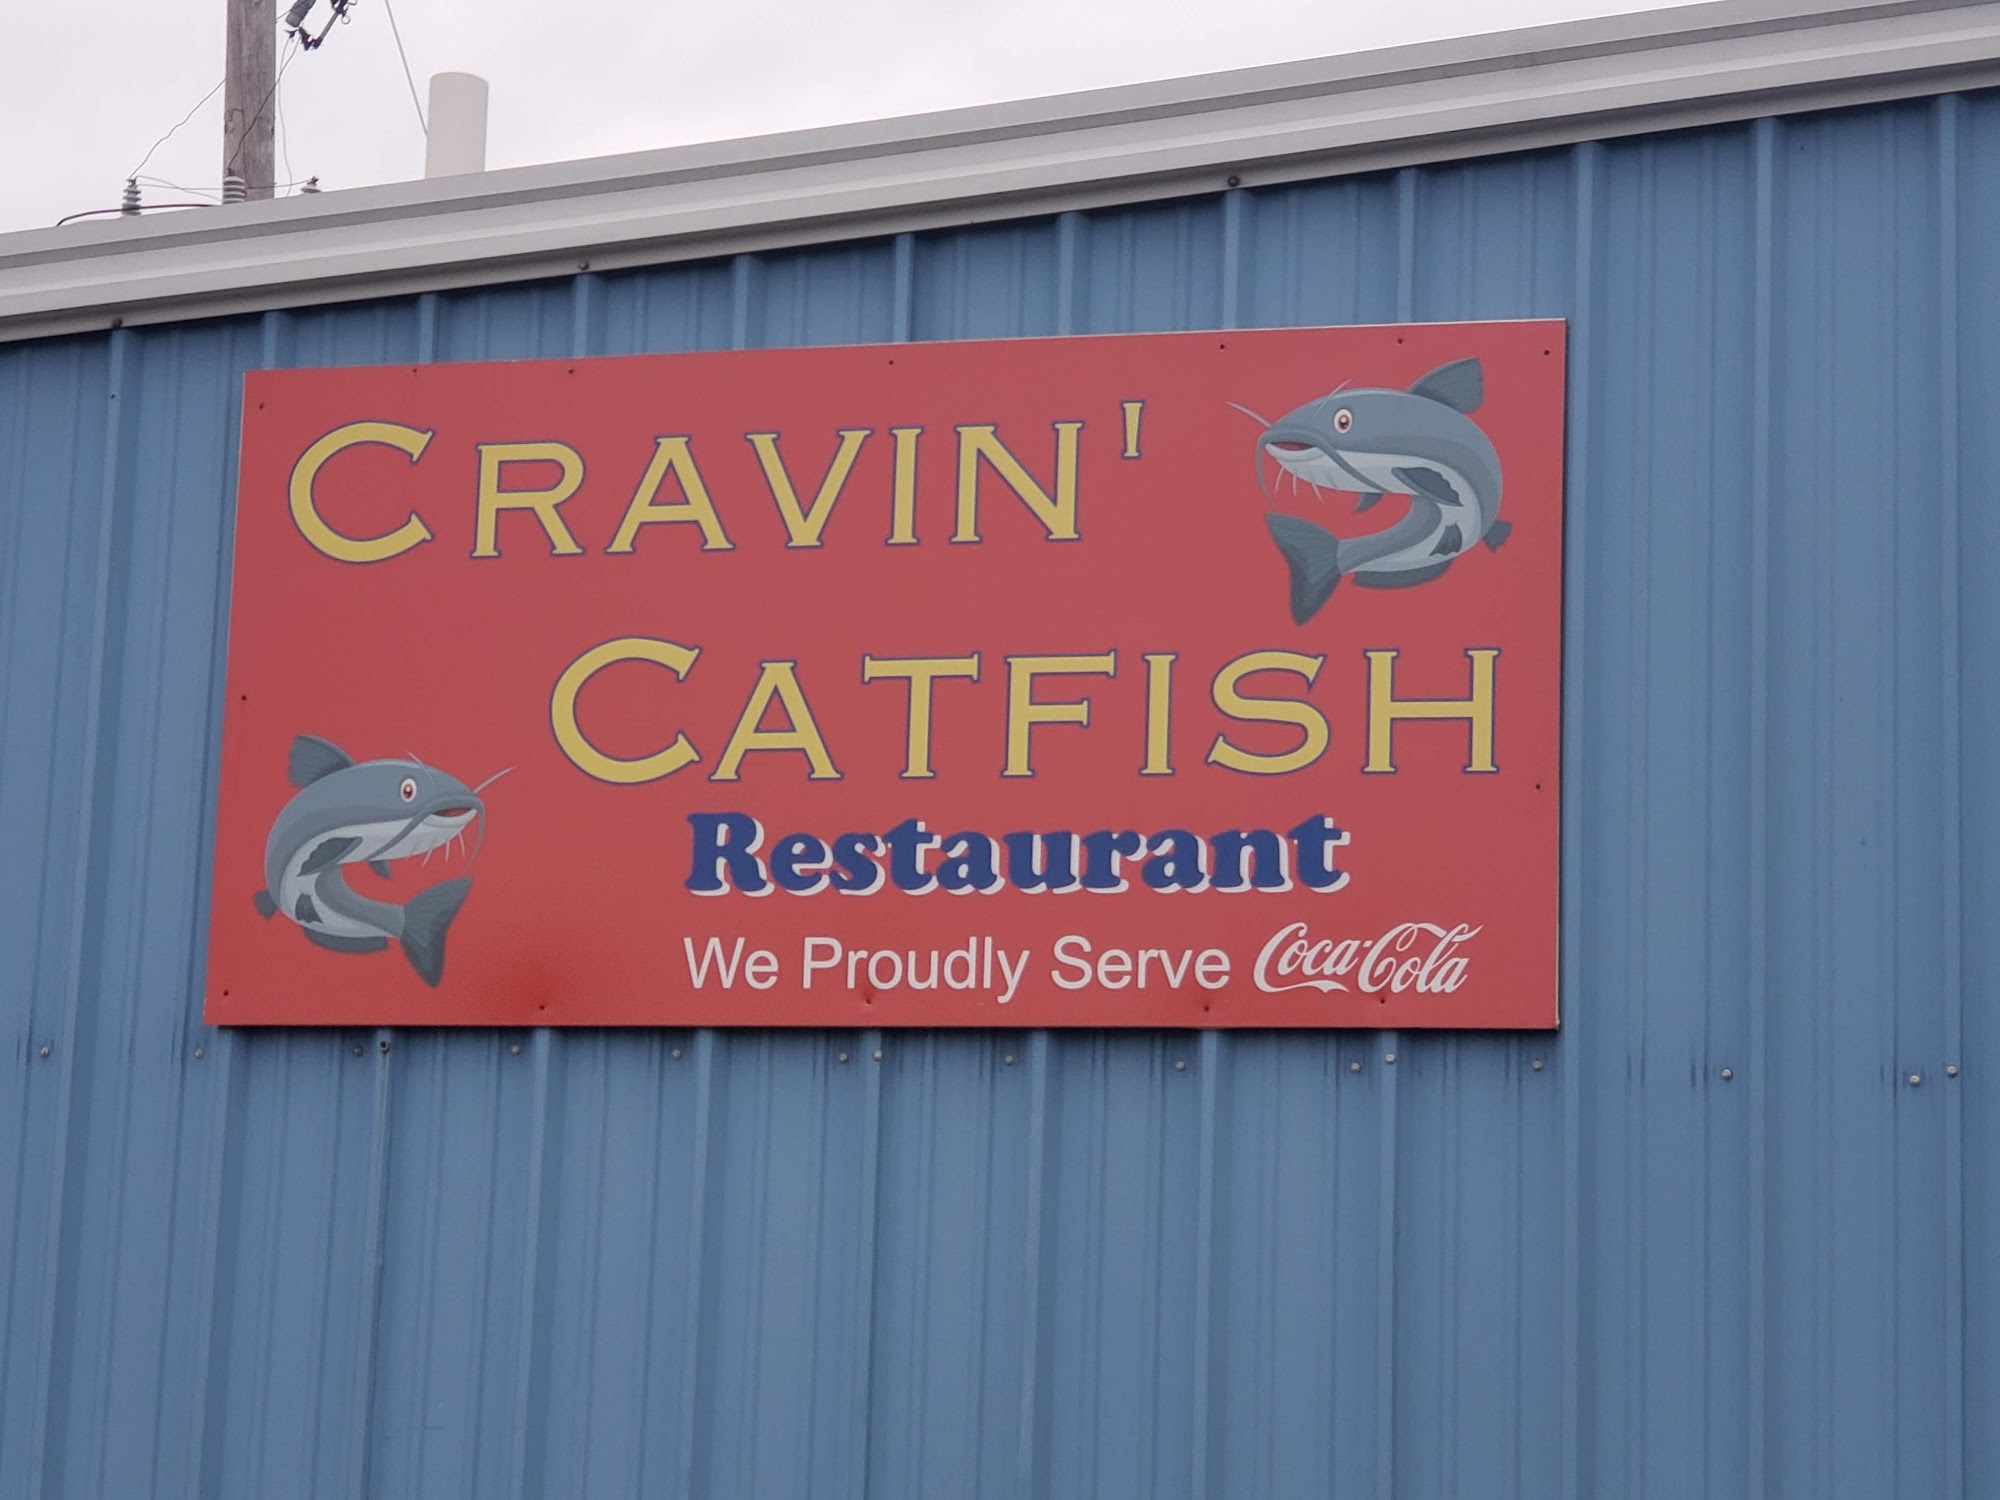 CRAVIN'
CATFISH
Restaurant
We Proudly Serve Coca-Cola